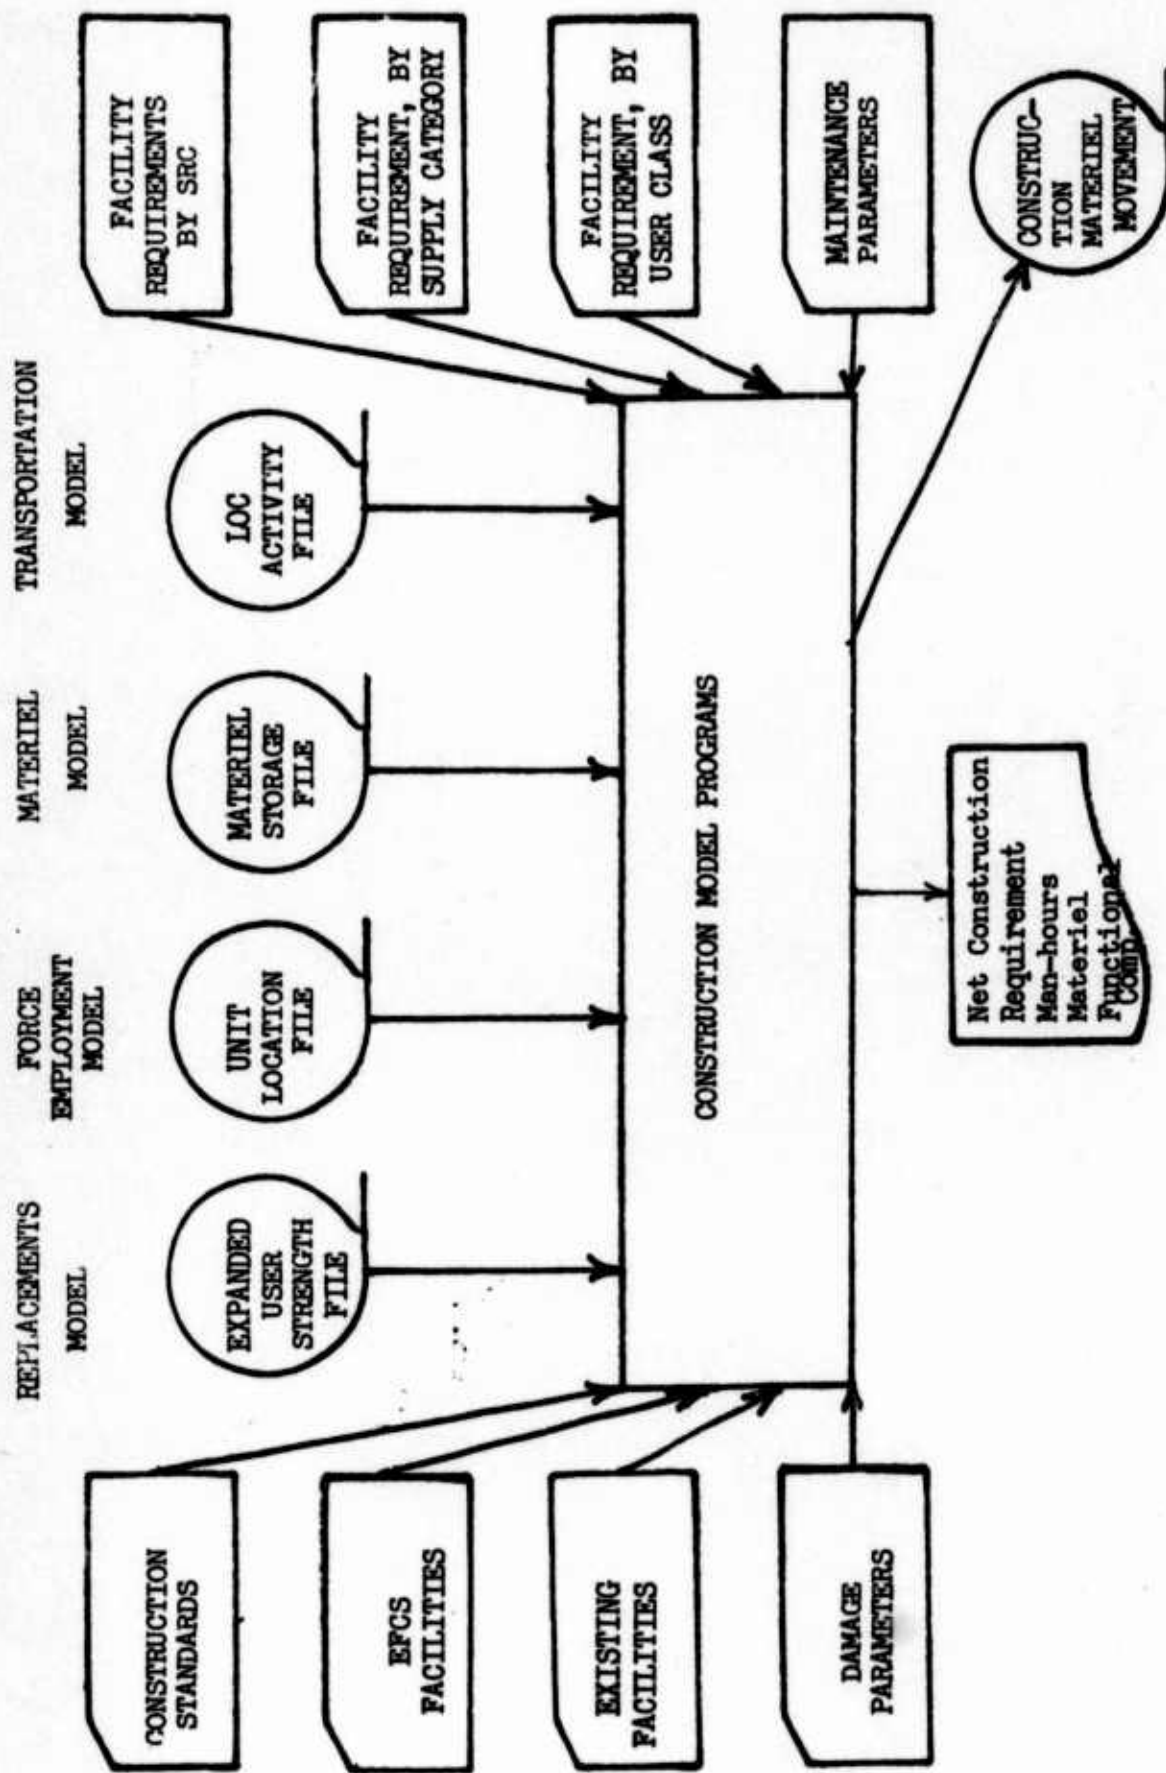 REPLACEMENTS
MODEL
FORCE
EMPLOYMENT
MODEL
MATERIEL
MODEL
TRANSPORTATION
MODEL
CONSTRUCTION
STANDARDS
EFCS
FACILITIES
EXISTING
FACILITIES
DAMAGE
PARAMETERS
EXPANDED
USER
STRENGTH
FILE
UNIT
LOCATION
FILE
MATERIEL
STORAGE
FILE
LOC
ACTIVITY
FILE
FACILITY
REQUIREMENTS
BY SRC
FACILITY
REQUIREMENT, BY
SUPPLY CATEGORY
FACILITY
REQUIREMENT, BY
USER CLASS
MAINTENANCE
PARAMETERS
CONSTRUCTION MODEL PROGRAMS
Net Construction
Requirement
Man-hours
Materiel
Functional
Comp.
CONSTRUC-
TION
MATERIEL
MOVEMENT